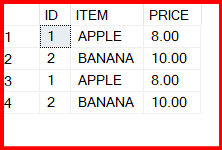 ID ITEM PRICE
1 1 APPLE 8.00
2 2 BANANA 10.00
3 1 APPLE 8.00
4 2 BANANA 10.00